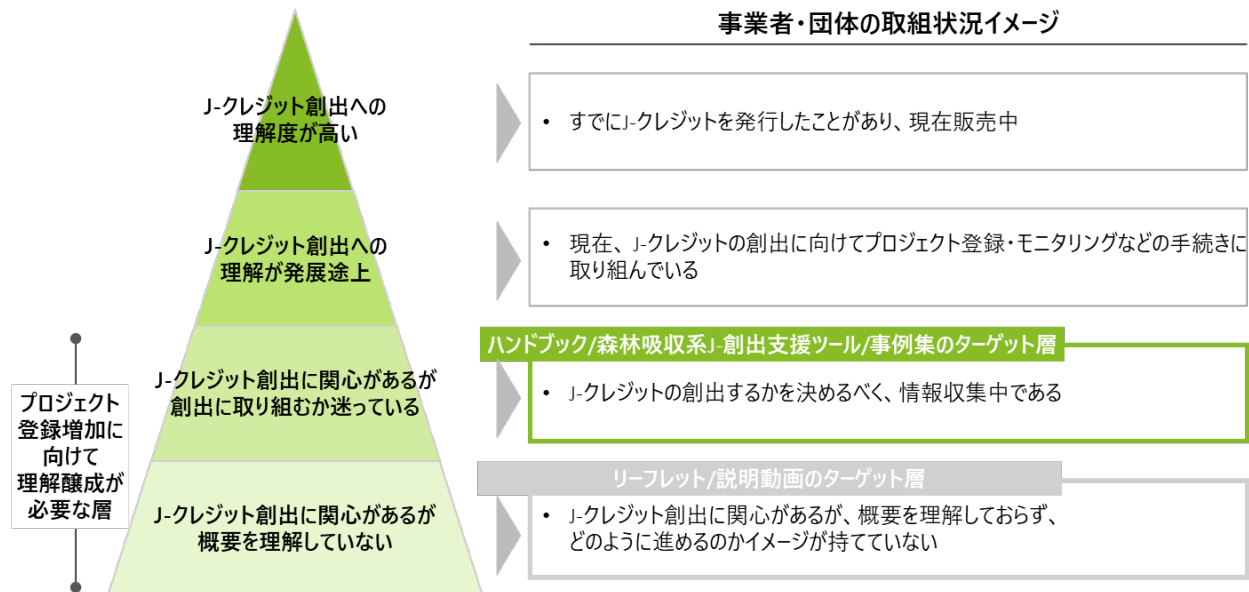 事業者・団体の取組状況イメージ
J-クレジット創出への
理解度が高い
• すでにJ-クレジットを発行したことがあり、現在販売中
J-クレジット創出への
理解が発展途上
• 現在、J-クレジットの創出に向けてプロジェクト登録・モニタリングなどの手続きに
取り組んでいる
プロジェクト
登録増加に
向けて
理解醸成が
必要な層
J-クレジット創出に関心があるが
創出に取り組むか迷っている
ハンドブック/森林吸収系J-創出支援ツール/事例集のターゲット層
• J-クレジットの創出するかを決めるべく、情報収集中である
J-クレジット創出に関心があるが
概要を理解していない
リーフレット/説明動画のターゲット層
• J-クレジット創出に関心があるが、概要を理解しておらず、
どのように進めるのかイメージが持てていない